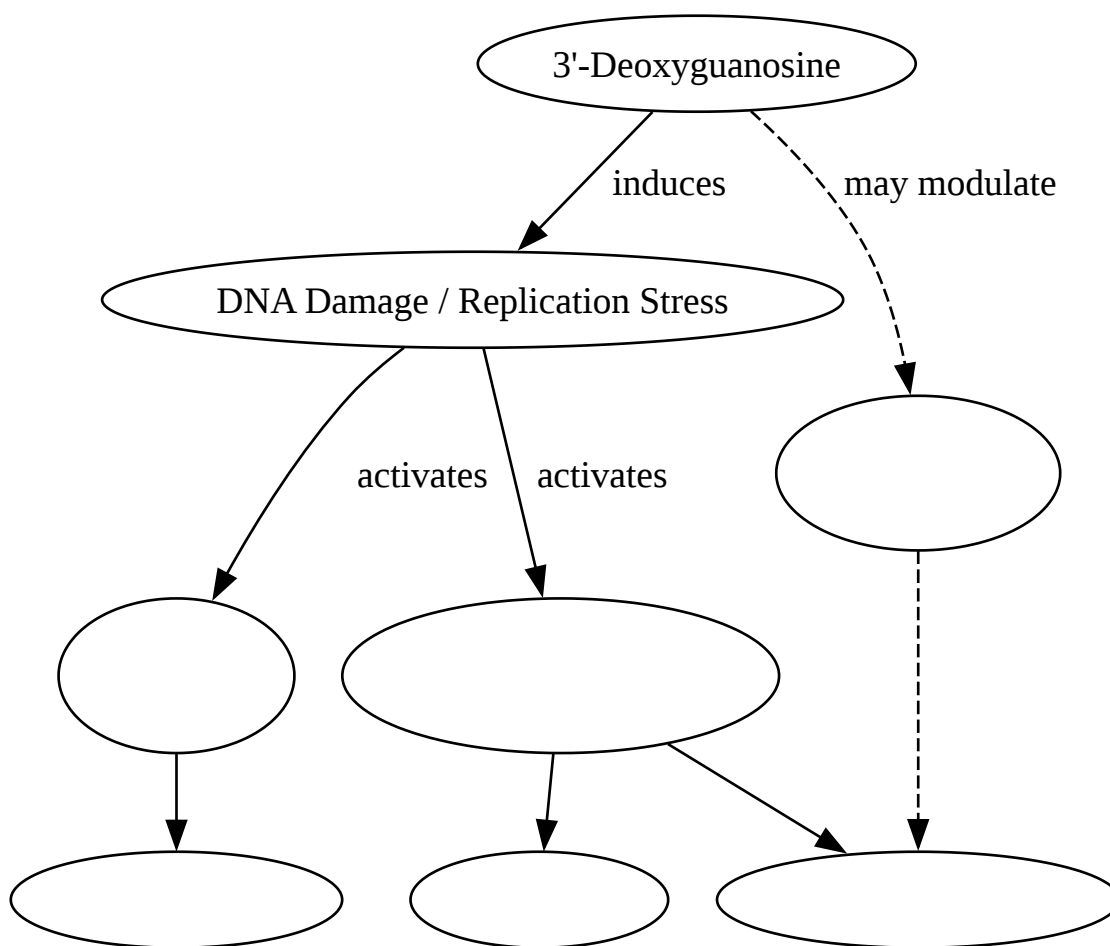 3'-Deoxyguanosine
induces
may modulate
DNA Damage / Replication Stress
activates
activates